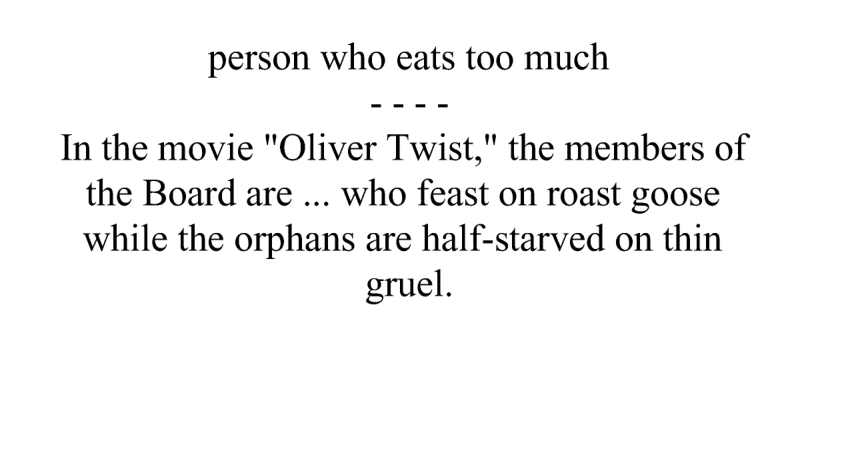 person who eats too much
- - - -
In the movie "Oliver Twist," the members of
the Board are ... who feast on roast goose
while the orphans are half-starved on thin
gruel.